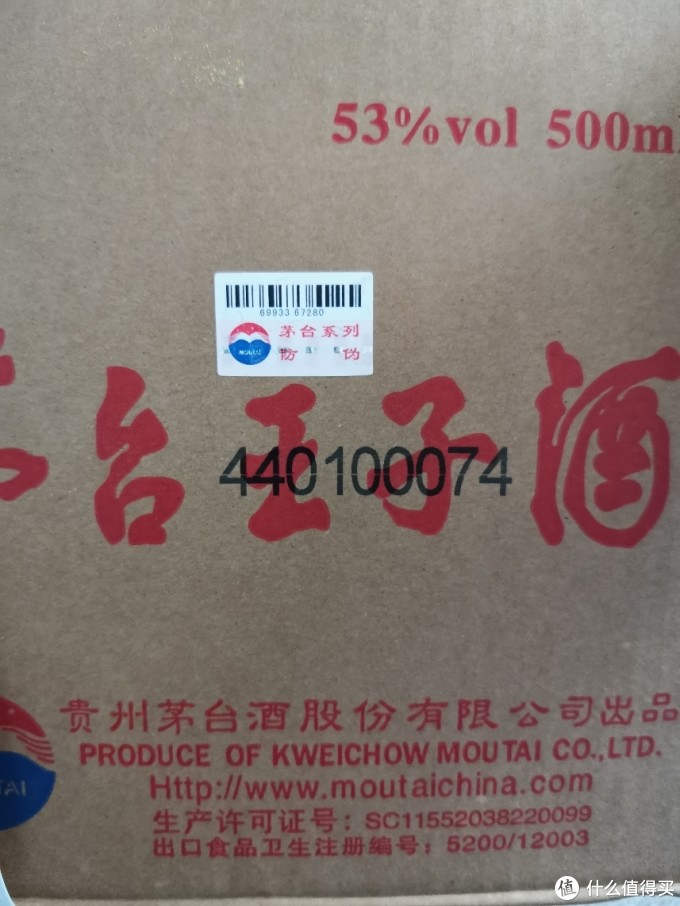 53%vol 500m
69933 67280
茅台系列
防 伪
台王子酒
440100074
贵州茅台酒股份有限公司出品
PRODUCE OF KWEICHOW MOUTAI CO.,LTD.
TAI
Http://www.moutaichina.com
生产许可证号：SC11552038220099
出口食品卫生注册编号：5200/12003
值 什么值得买